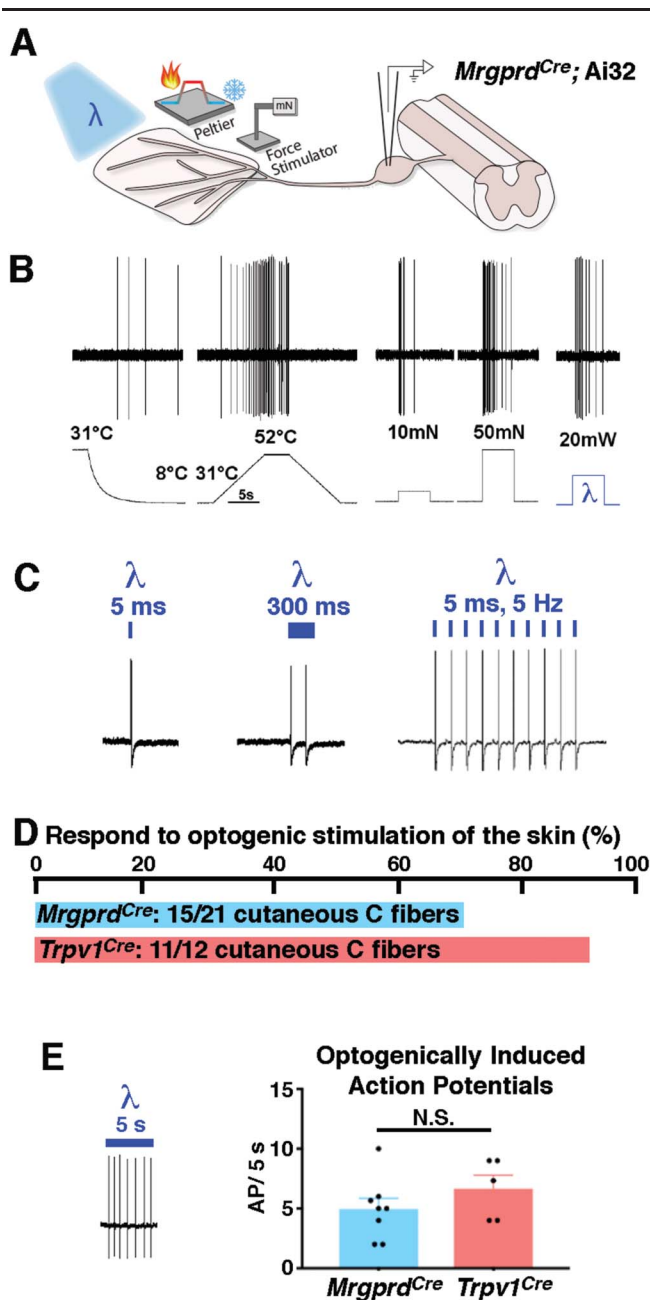 A
MrgprdCre; Ai32
λ
Peltier
mN
Force
Stimulator
B
31°C
8°C
31°C
52°C
5s
10mN
50mN
20mW
λ
C
λ
5 ms
λ
300 ms
λ
5 ms, 5 Hz
D Respond to optogenic stimulation of the skin (%)
0 20 40 60 80 100
MrgprdCre: 15/21 cutaneous C fibers
Trpv1Cre: 11/12 cutaneous C fibers
E
λ
5 s
Optogenically Induced
Action Potentials
N.S.
AP/ 5 s
15
10
5
0
MrgprdCre Trpv1Cre